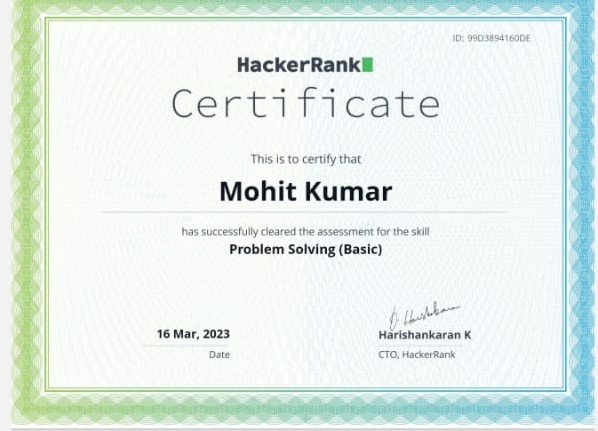 ID: 99D3894160DE
HackerRank
Certificate
This is to certify that
Mohit Kumar
has successfully cleared the assessment for the skill
Problem Solving (Basic)
16 Mar, 2023
Date
Harishankaran K
CTO, HackerRank